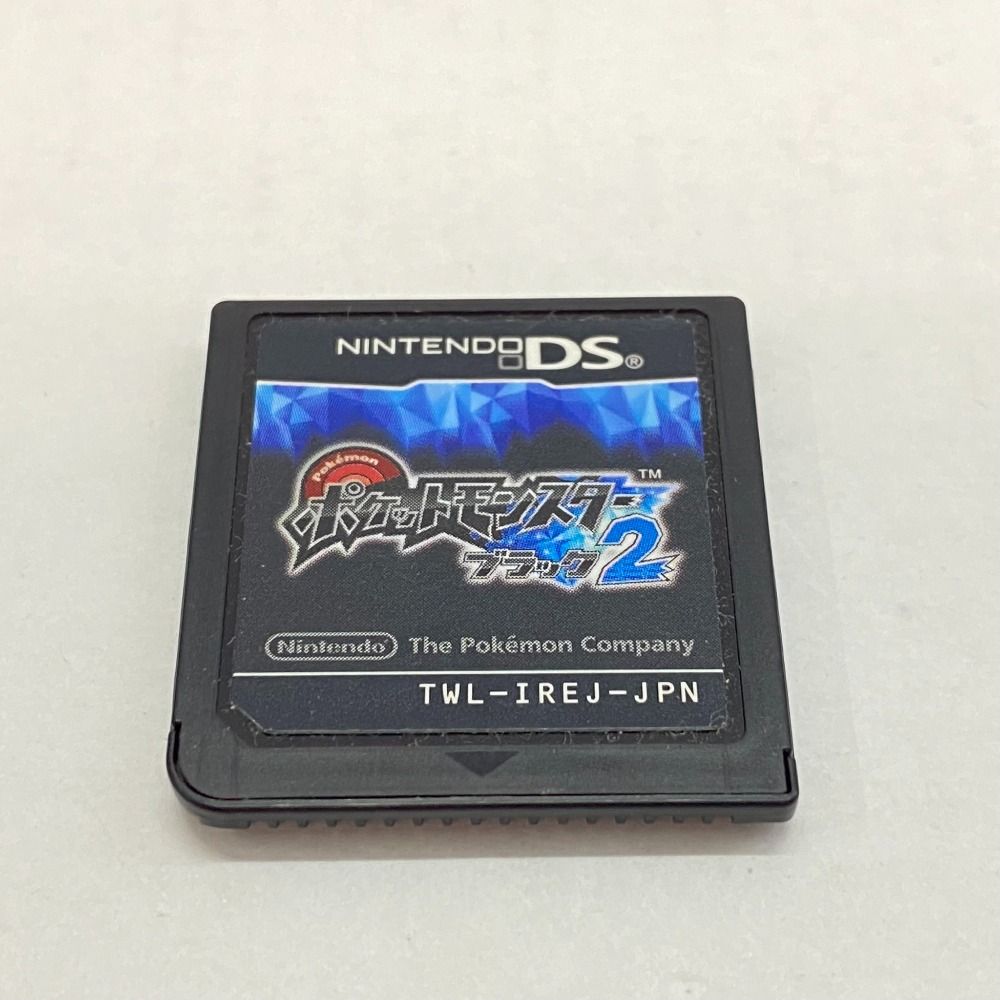 NINTENDO DS®
Pokémon
ポケットモンスター™
ブラック2
Nintendo® The Pokémon Company
TWL-IREJ-JPN